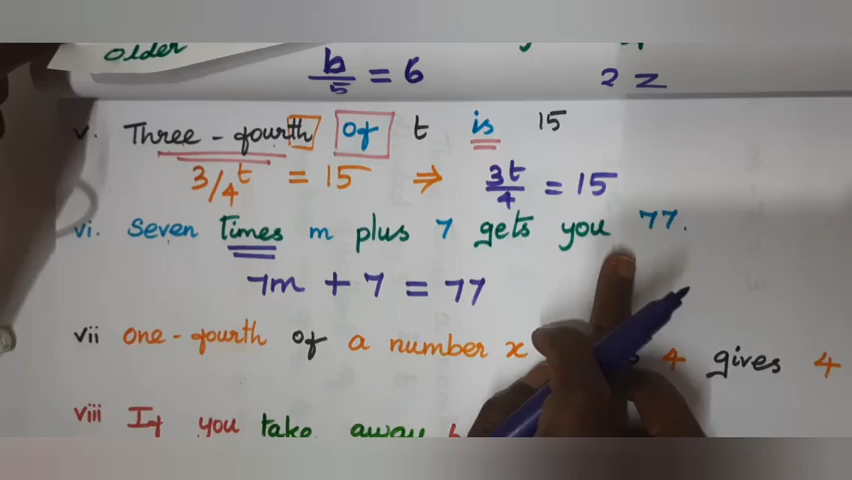 older
b/5 = 6
2 z
v. Three-fourth of t is 15
3/4 t = 15 ⇒ 3t/4 = 15
vi. Seven times m plus 7 gets you 77.
7m + 7 = 77
vii One-fourth of a number x 4 gives 4
viii If you take away